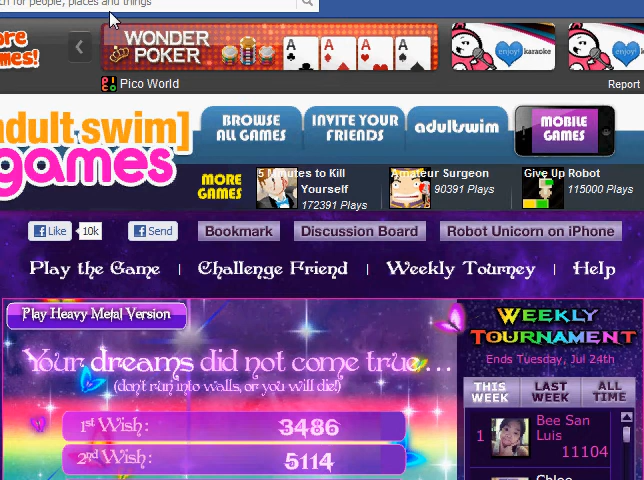 ch for people, places and things
ore
mes!
WONDER
POKER
A A A A
enjoy! karaoke
enjoy!
Pico World
Report
adult swim]
games
BROWSE
ALL GAMES
INVITE YOUR
FRIENDS
adultswim
MOBILE
GAMES
MORE
GAMES
5 Minutes to Kill
Yourself
172391 Plays
Amateur Surgeon
90391 Plays
Give Up Robot
115000 Plays
Like 10k
Send
Bookmark
Discussion Board
Robot Unicorn on iPhone
Play the Game | Challenge Friend | Weekly Tourney | Help
Play Heavy Metal Version
Your dreams did not come true...
(don't run into walls, or you will die!)
1st Wish: 3486
2nd Wish: 5114
WEEKLY
TOURNAMENT
Ends Tuesday, Jul 24th
THIS
WEEK
LAST
WEEK
ALL
TIME
1 Bee San
Luis
11104
Chloe